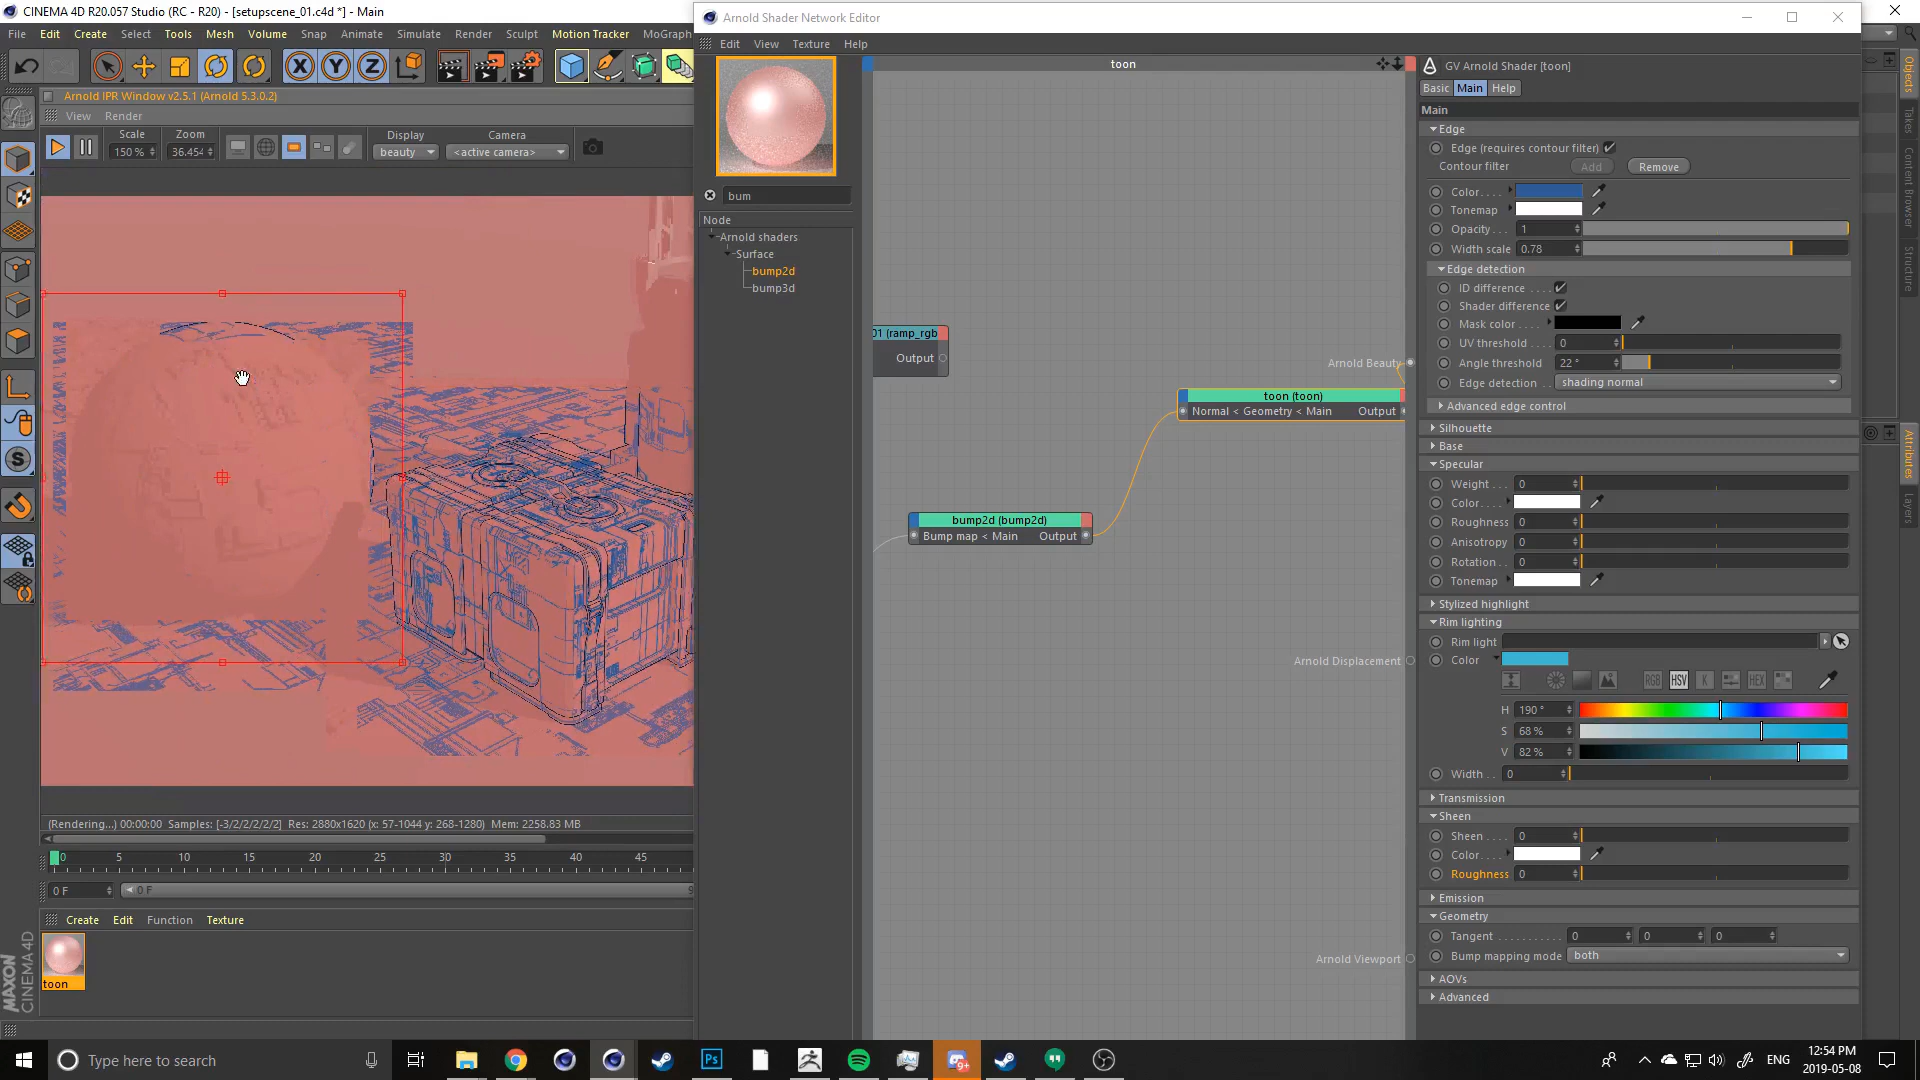 CINEMA 4D R20.057 Studio (RC - R20) - [setupscene_01.c4d *] - Main
File Edit Create Select Tools Mesh Volume Snap Animate Simulate Render Sculpt Motion Tracker MoGraph
Arnold IPR Window v2.5.1 (Arnold 5.3.0.2)
View Render
Scale Zoom Display Camera
150 % 36.454 beauty <active camera>
(Rendering...) 00:00:00 Samples: [-3/2/2/2/2/2] Res: 2880x1620 (x: 57-1044 y: 268-1280) Mem: 2258.83 MB
0 5 10 15 20 25 30 35 40 45
0 F 0 F
Create Edit Function Texture
toon
MAXON
CINEMA 4D
Arnold Shader Network Editor
Edit View Texture Help
bum
Node
Arnold shaders
Surface
bump2d
bump3d
toon
01 (ramp_rgb
Output
Arnold Beauty
toon (toon)
Normal < Geometry < Main Output
bump2d (bump2d)
Bump map < Main Output
Arnold Displacement
Arnold Viewport
GV Arnold Shader [toon]
Basic Main Help
Main
Edge
Edge (requires contour filter)
Contour filter Add Remove
Color
Tonemap
Opacity 1
Width scale 0.78
Edge detection
ID difference
Shader difference
Mask color
UV threshold 0
Angle threshold 22 °
Edge detection shading normal
Advanced edge control
Silhouette
Base
Specular
Weight 0
Color
Roughness 0
Anisotropy 0
Rotation 0
Tonemap
Stylized highlight
Rim lighting
Rim light
Color
RGB HSV K HEX
H 190 °
S 68 %
V 82 %
Width 0
Transmission
Sheen
Sheen 0
Color
Roughness 0
Emission
Geometry
Tangent 0 0 0
Bump mapping mode both
AOVs
Advanced
Objects
Takes
Content Browser
Structure
Attributes
Layers
Type here to search
Ps
9+
ENG
12:54 PM
2019-05-08